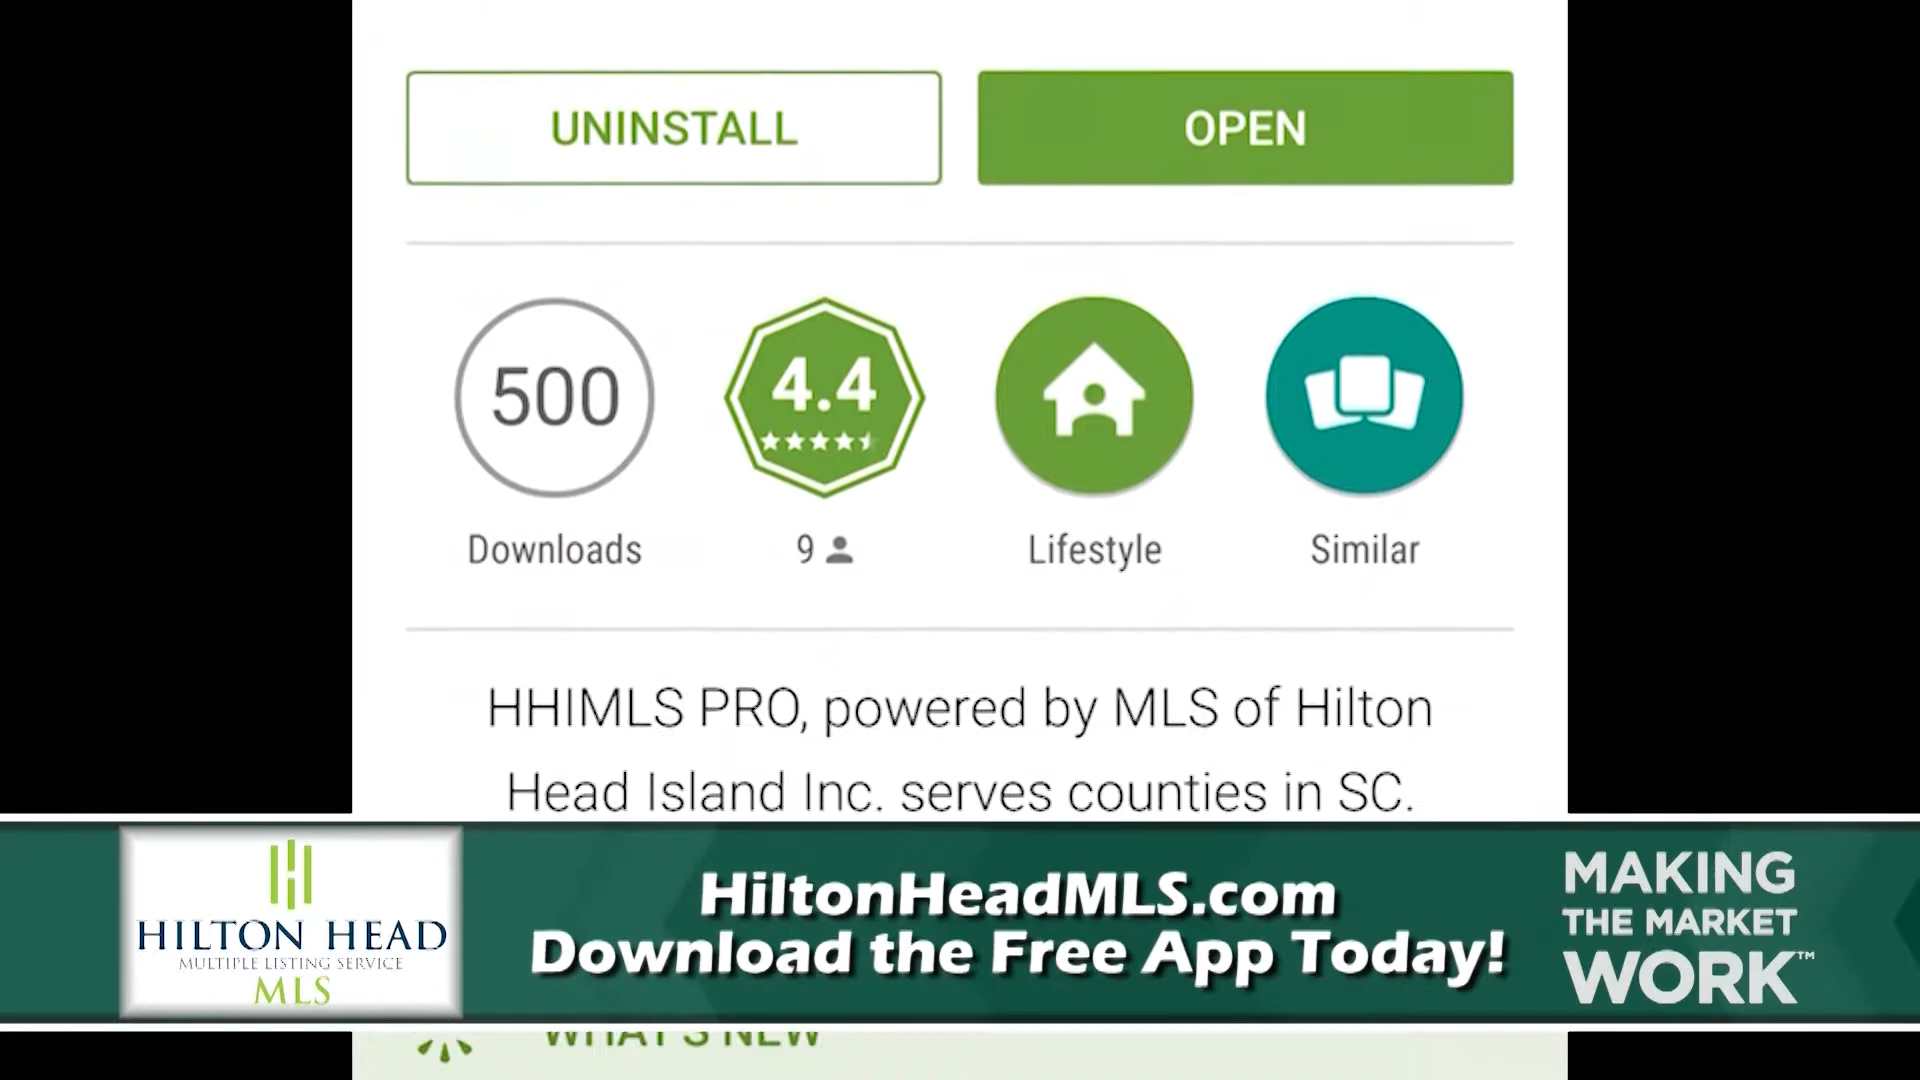 UNINSTALL
OPEN
500
4.4
Downloads
9
Lifestyle
Similar
HHIMLS PRO, powered by MLS of Hilton
Head Island Inc. serves counties in SC.
HILTON HEAD
MULTIPLE LISTING SERVICE
MLS
HiltonHeadMLS.com
Download the Free App Today!
MAKING
THE MARKET
WORK™
WHAT'S NEW